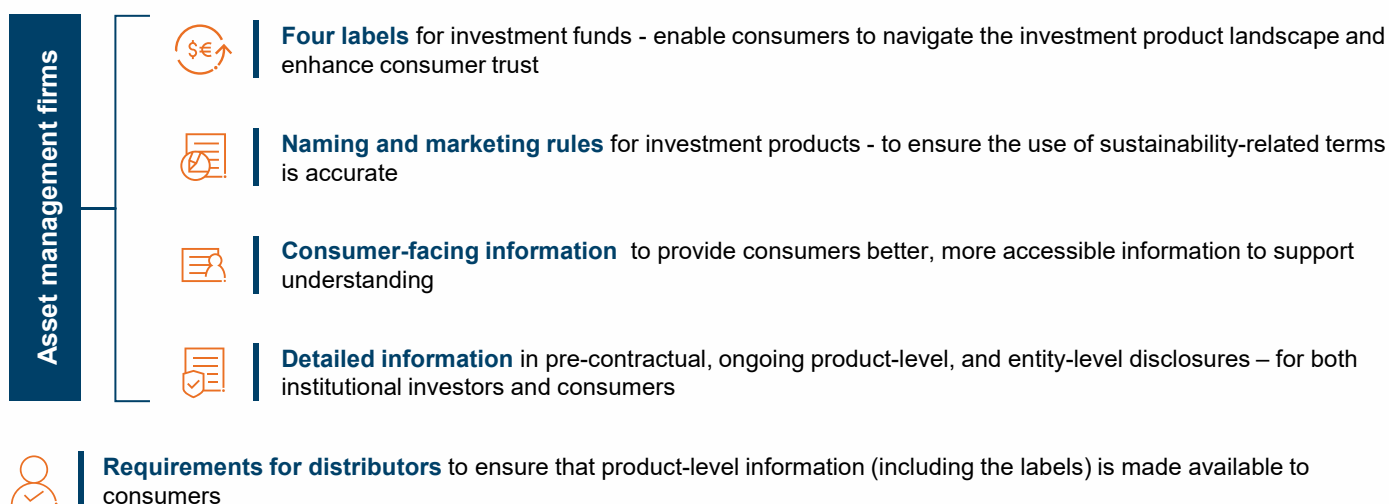 Asset management firms
$€
Four labels for investment funds - enable consumers to navigate the investment product landscape and
enhance consumer trust
Naming and marketing rules for investment products - to ensure the use of sustainability-related terms
is accurate
Consumer-facing information  to provide consumers better, more accessible information to support
understanding
Detailed information in pre-contractual, ongoing product-level, and entity-level disclosures – for both
institutional investors and consumers
Requirements for distributors to ensure that product-level information (including the labels) is made available to
consumers